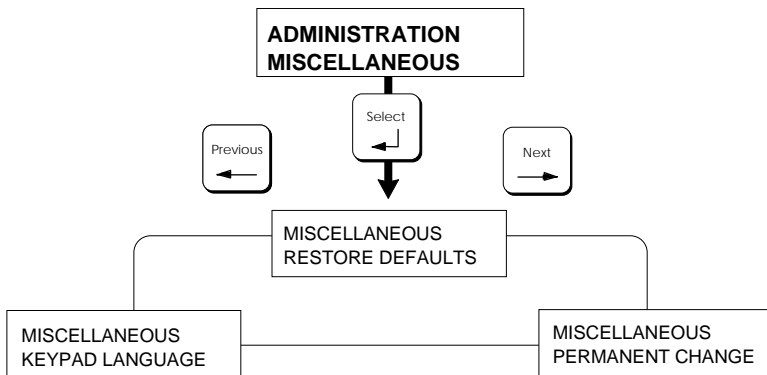 ADMINISTRATION
MISCELLANEOUS
Select
Previous
Next
MISCELLANEOUS
RESTORE DEFAULTS
MISCELLANEOUS
KEYPAD LANGUAGE
MISCELLANEOUS
PERMANENT CHANGE